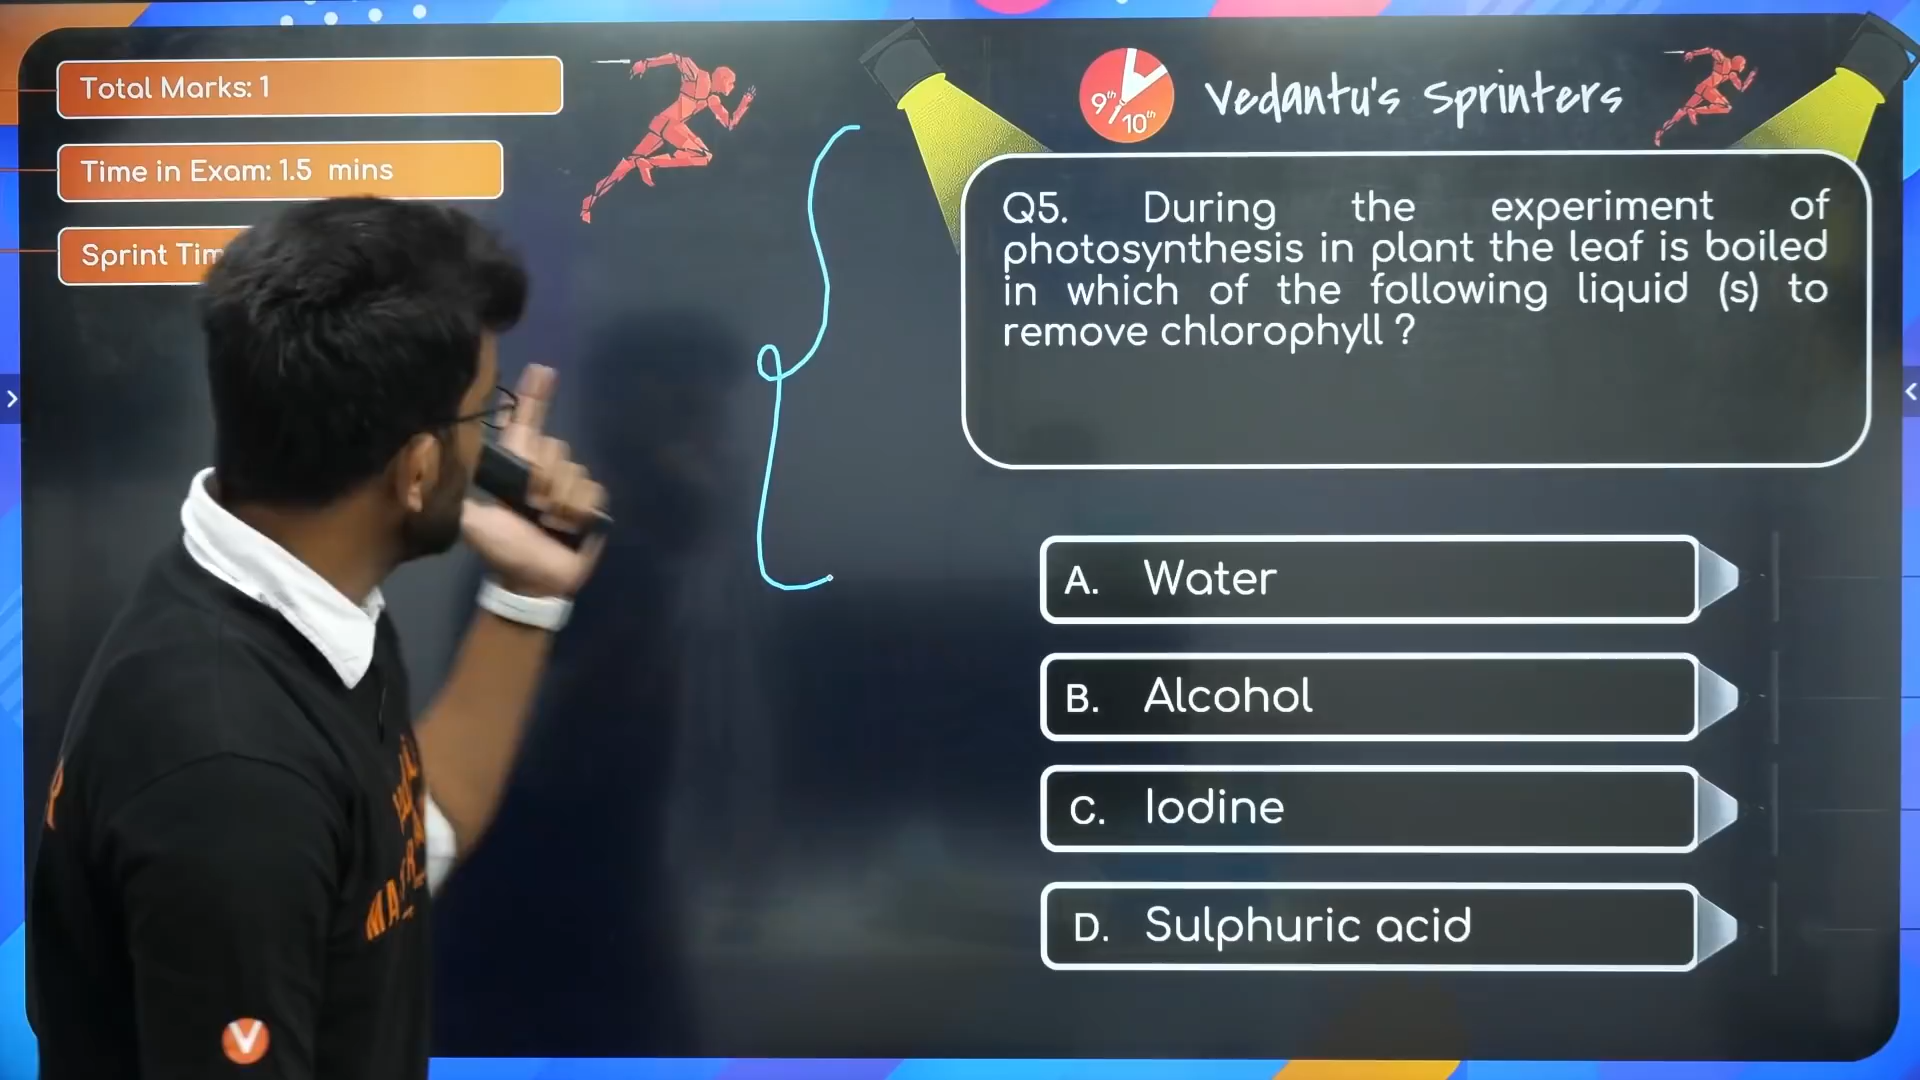 Total Marks: 1
Time in Exam: 1.5 mins
Sprint
9th
10th
Vedantu's Sprinters
Q5. During the experiment of
photosynthesis in plant the leaf is boiled
in which of the following liquid (s) to
remove chlorophyll ?
A. Water
B. Alcohol
C. Iodine
D. Sulphuric acid
V